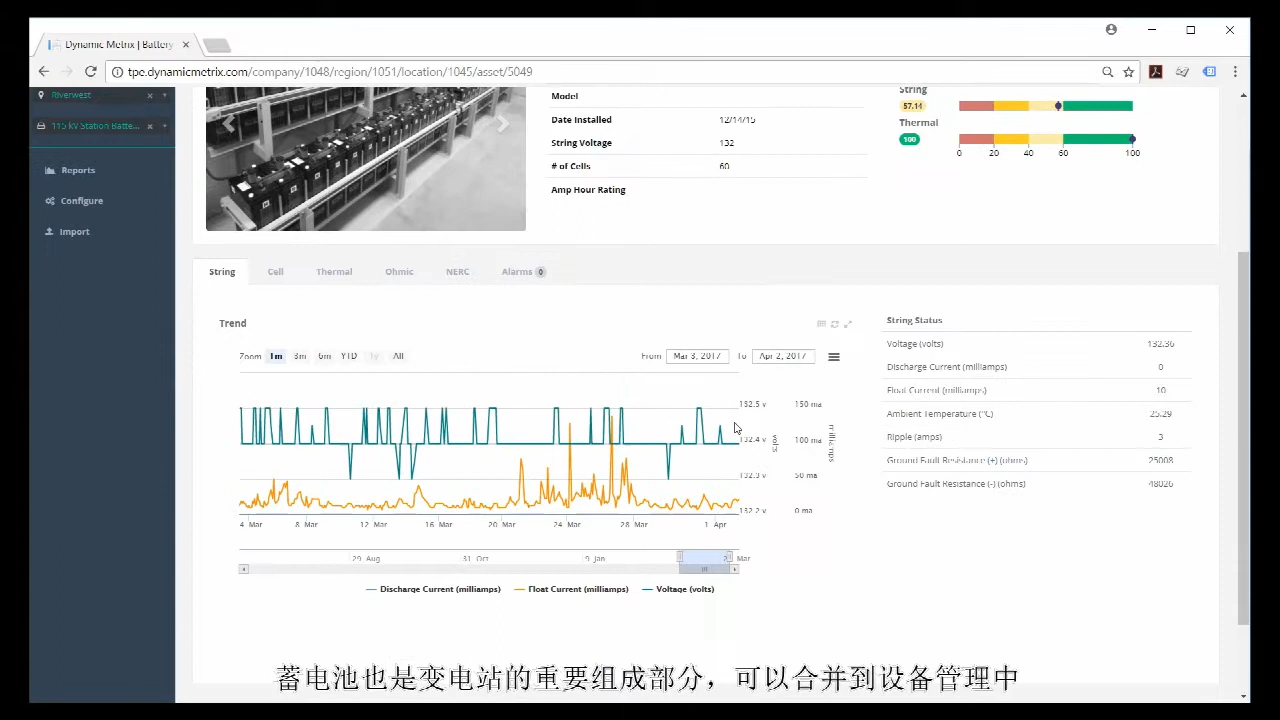 Dynamic Metrix | Battery
tpe.dynamicmetrix.com/company/1048/region/1051/location/1045/asset/5049
Riverwest
115 kV Station Batte...
Reports
Configure
Import
Model
Date Installed 12/14/15
String Voltage 132
# of Cells 60
Amp Hour Rating
String
57.14
Thermal
100
0 20 40 60 100
String Cell Thermal Ohmic NERC Alarms 0
Trend
Zoom 1m 3m 6m YTD 1y All From Mar 3, 2017 To Apr 2, 2017
132.5 v 150 ma
132.4 v 100 ma
132.3 v 50 ma
132.2 v 0 ma
volts
milliamps
4 Mar 8 Mar 12 Mar 16 Mar 20 Mar 24 Mar 28 Mar 1 Apr
29 Aug 31 Oct 9 Jan Mar
Discharge Current (milliamps) Float Current (milliamps) Voltage (volts)
String Status
Voltage (volts) 132.36
Discharge Current (milliamps) 0
Float Current (milliamps) 10
Ambient Temperature (°C) 25.29
Ripple (amps) 3
Ground Fault Resistance (+) (ohms) 25008
Ground Fault Resistance (-) (ohms) 48026
蓄电池也是变电站的重要组成部分，可以合并到设备管理中